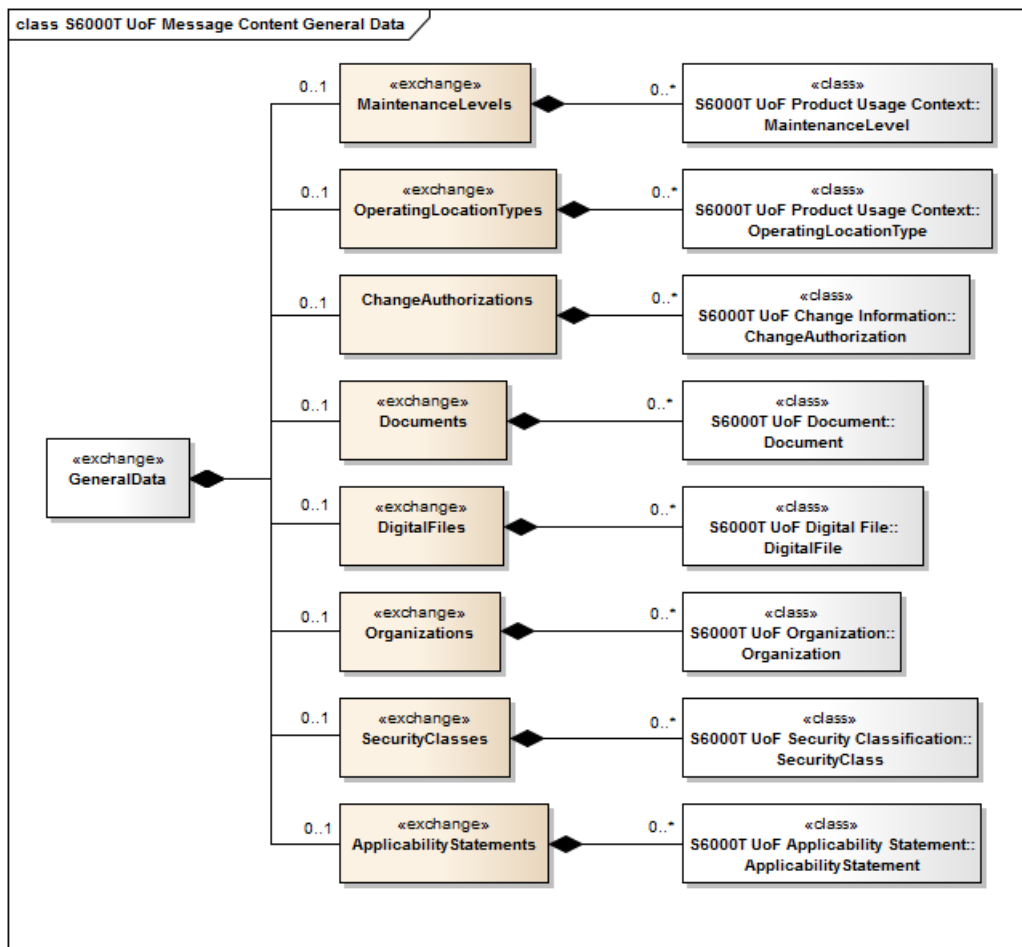 class S6000T UoF Message Content General Data
0..1
«exchange»
MaintenanceLevels
0..*
«class»
S6000T UoF Product Usage Context::
MaintenanceLevel
0..1
«exchange»
OperatingLocationTypes
0..*
«class»
S6000T UoF Product Usage Context::
OperatingLocationType
0..1
ChangeAuthorizations
0..*
«class»
S6000T UoF Change Information::
ChangeAuthorization
0..1
«exchange»
Documents
0..*
«class»
S6000T UoF Document::
Document
«exchange»
GeneralData
0..1
«exchange»
DigitalFiles
0..*
«class»
S6000T UoF Digital File::
DigitalFile
0..1
«exchange»
Organizations
0..*
«class»
S6000T UoF Organization::
Organization
0..1
«exchange»
SecurityClasses
0..*
«class»
S6000T UoF Security Classification::
SecurityClass
0..1
«exchange»
ApplicabilityStatements
0..*
«class»
S6000T UoF Applicability Statement::
ApplicabilityStatement